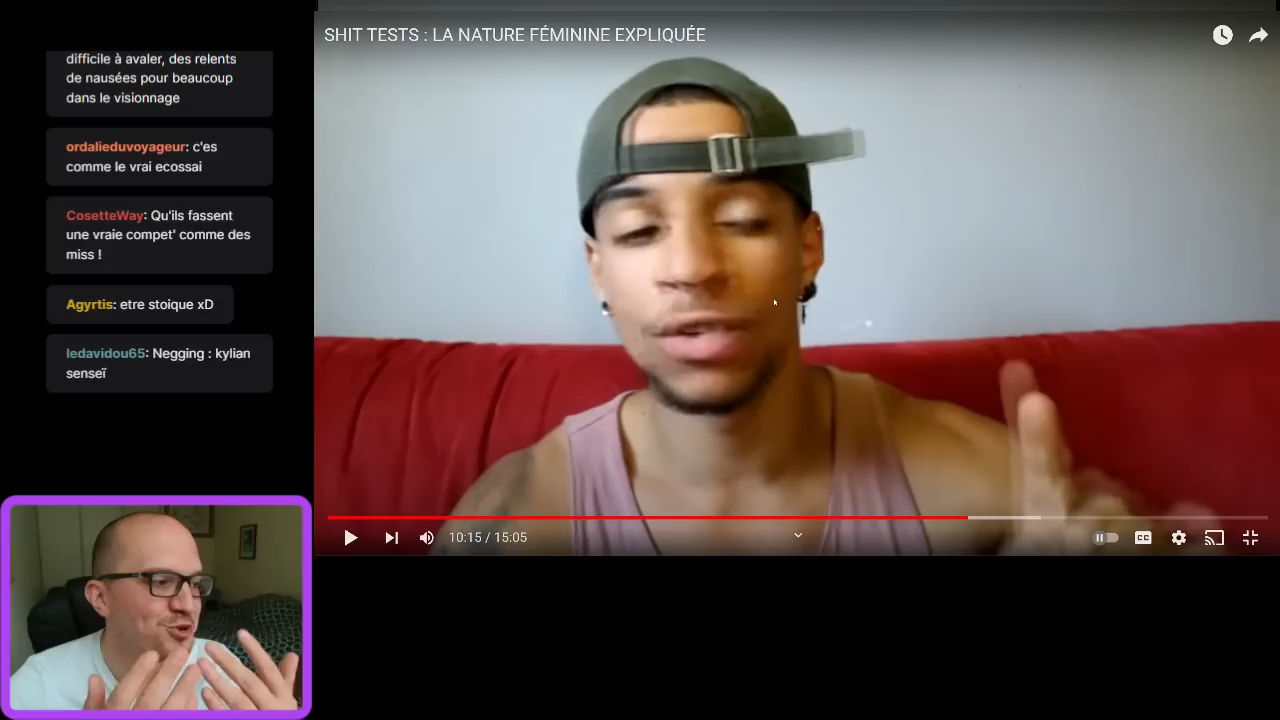 SHIT TESTS : LA NATURE FÉMININE EXPLIQUÉE
difficile à avaler, des relents
de nausées pour beaucoup
dans le visionnage
ordalieduvoyageur: c'es
comme le vrai ecossai
CosetteWay: Qu'ils fassent
une vraie compet' comme des
miss !
Agyrtis: etre stoique xD
ledavidou65: Negging : kylian
senseï
10:15 / 15:05
CC